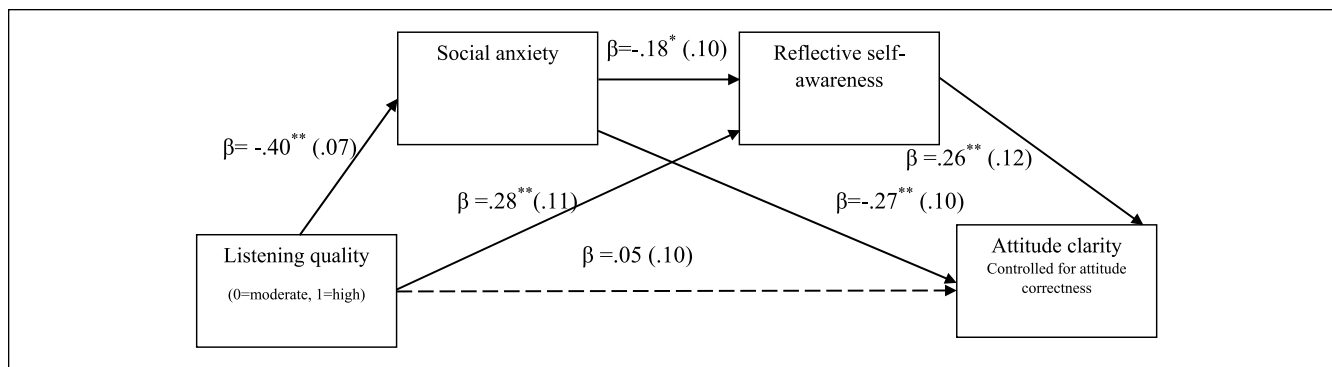 Social anxiety
β=-.18* (.10)
Reflective self-
awareness
β= -.40** (.07)
β =.26** (.12)
β =.28**(.11)
β=-.27** (.10)
Listening quality
(0=moderate, 1=high)
β =.05 (.10)
Attitude clarity
Controlled for attitude
correctness